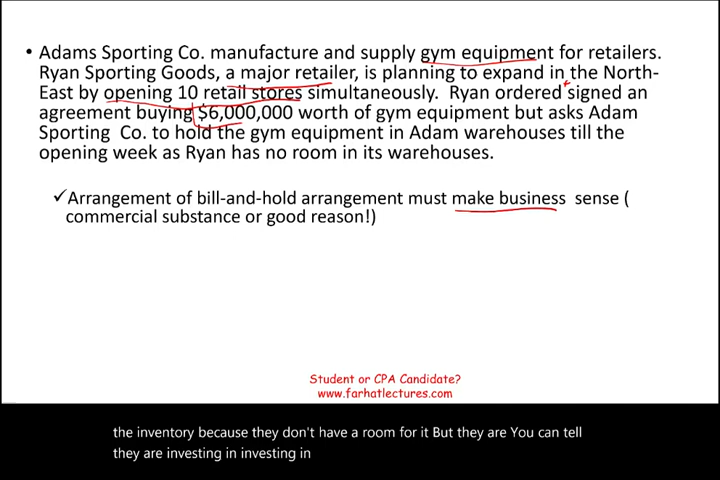 • Adams Sporting Co. manufacture and supply gym equipment for retailers.
Ryan Sporting Goods, a major retailer, is planning to expand in the North-
East by opening 10 retail stores simultaneously. Ryan ordered signed an
agreement buying $6,000,000 worth of gym equipment but asks Adam
Sporting Co. to hold the gym equipment in Adam warehouses till the
opening week as Ryan has no room in its warehouses.
✓Arrangement of bill-and-hold arrangement must make business sense (
commercial substance or good reason!)
Student or CPA Candidate?
www.farhatlectures.com
the inventory because they don't have a room for it But they are You can tell
they are investing in investing in